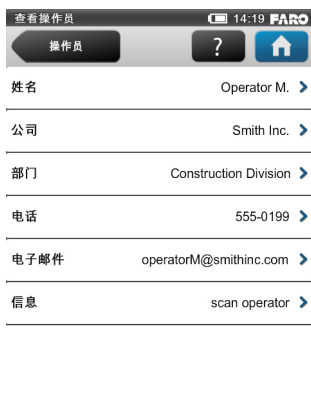 查看操作员 14:19 FARO
操作员 ?
姓名 Operator M.
公司 Smith Inc.
部门 Construction Division
电话 555-0199
电子邮件 operatorM@smithinc.com
信息 scan operator